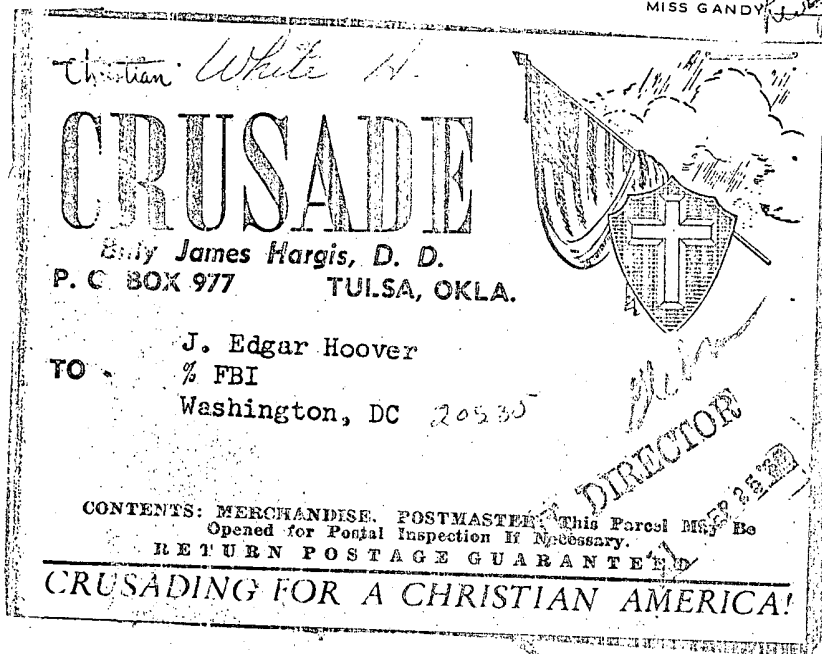 MISS GANDY
Christian White H.
CRUSADE
Billy James Hargis, D. D.
P. O. BOX 977 TULSA, OKLA.
TO J. Edgar Hoover
% FBI
Washington, DC 20535
DIRECTOR
CONTENTS: MERCHANDISE. POSTMASTER: This Parcel May Be
Opened for Postal Inspection If Necessary.
RETURN POSTAGE GUARANTEED
CRUSADING FOR A CHRISTIAN AMERICA!